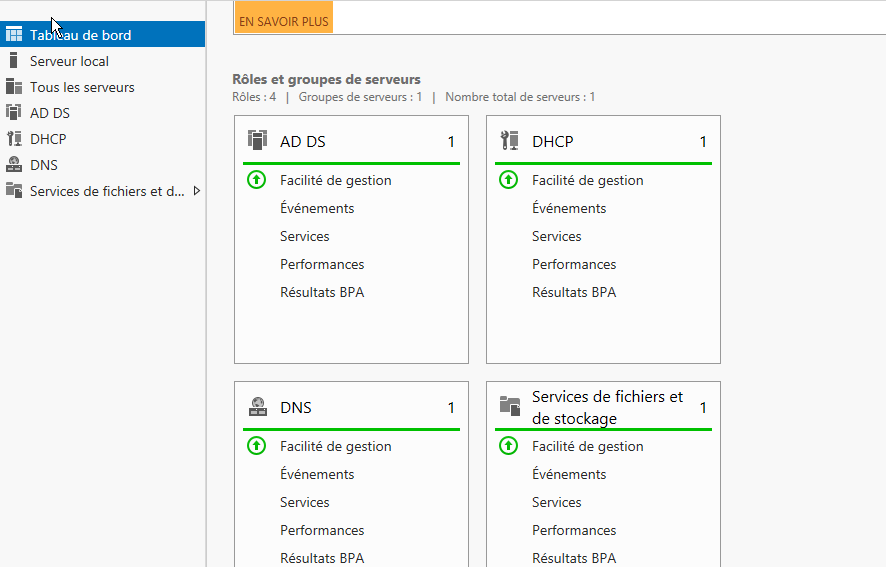 Tableau de bord
Serveur local
Tous les serveurs
AD DS
DHCP
DNS
Services de fichiers et d...
EN SAVOIR PLUS
Rôles et groupes de serveurs
Rôles : 4 | Groupes de serveurs : 1 | Nombre total de serveurs : 1
AD DS 1
Facilité de gestion
Événements
Services
Performances
Résultats BPA
DHCP 1
Facilité de gestion
Événements
Services
Performances
Résultats BPA
DNS 1
Facilité de gestion
Événements
Services
Performances
Résultats BPA
Services de fichiers et
de stockage 1
Facilité de gestion
Événements
Services
Performances
Résultats BPA